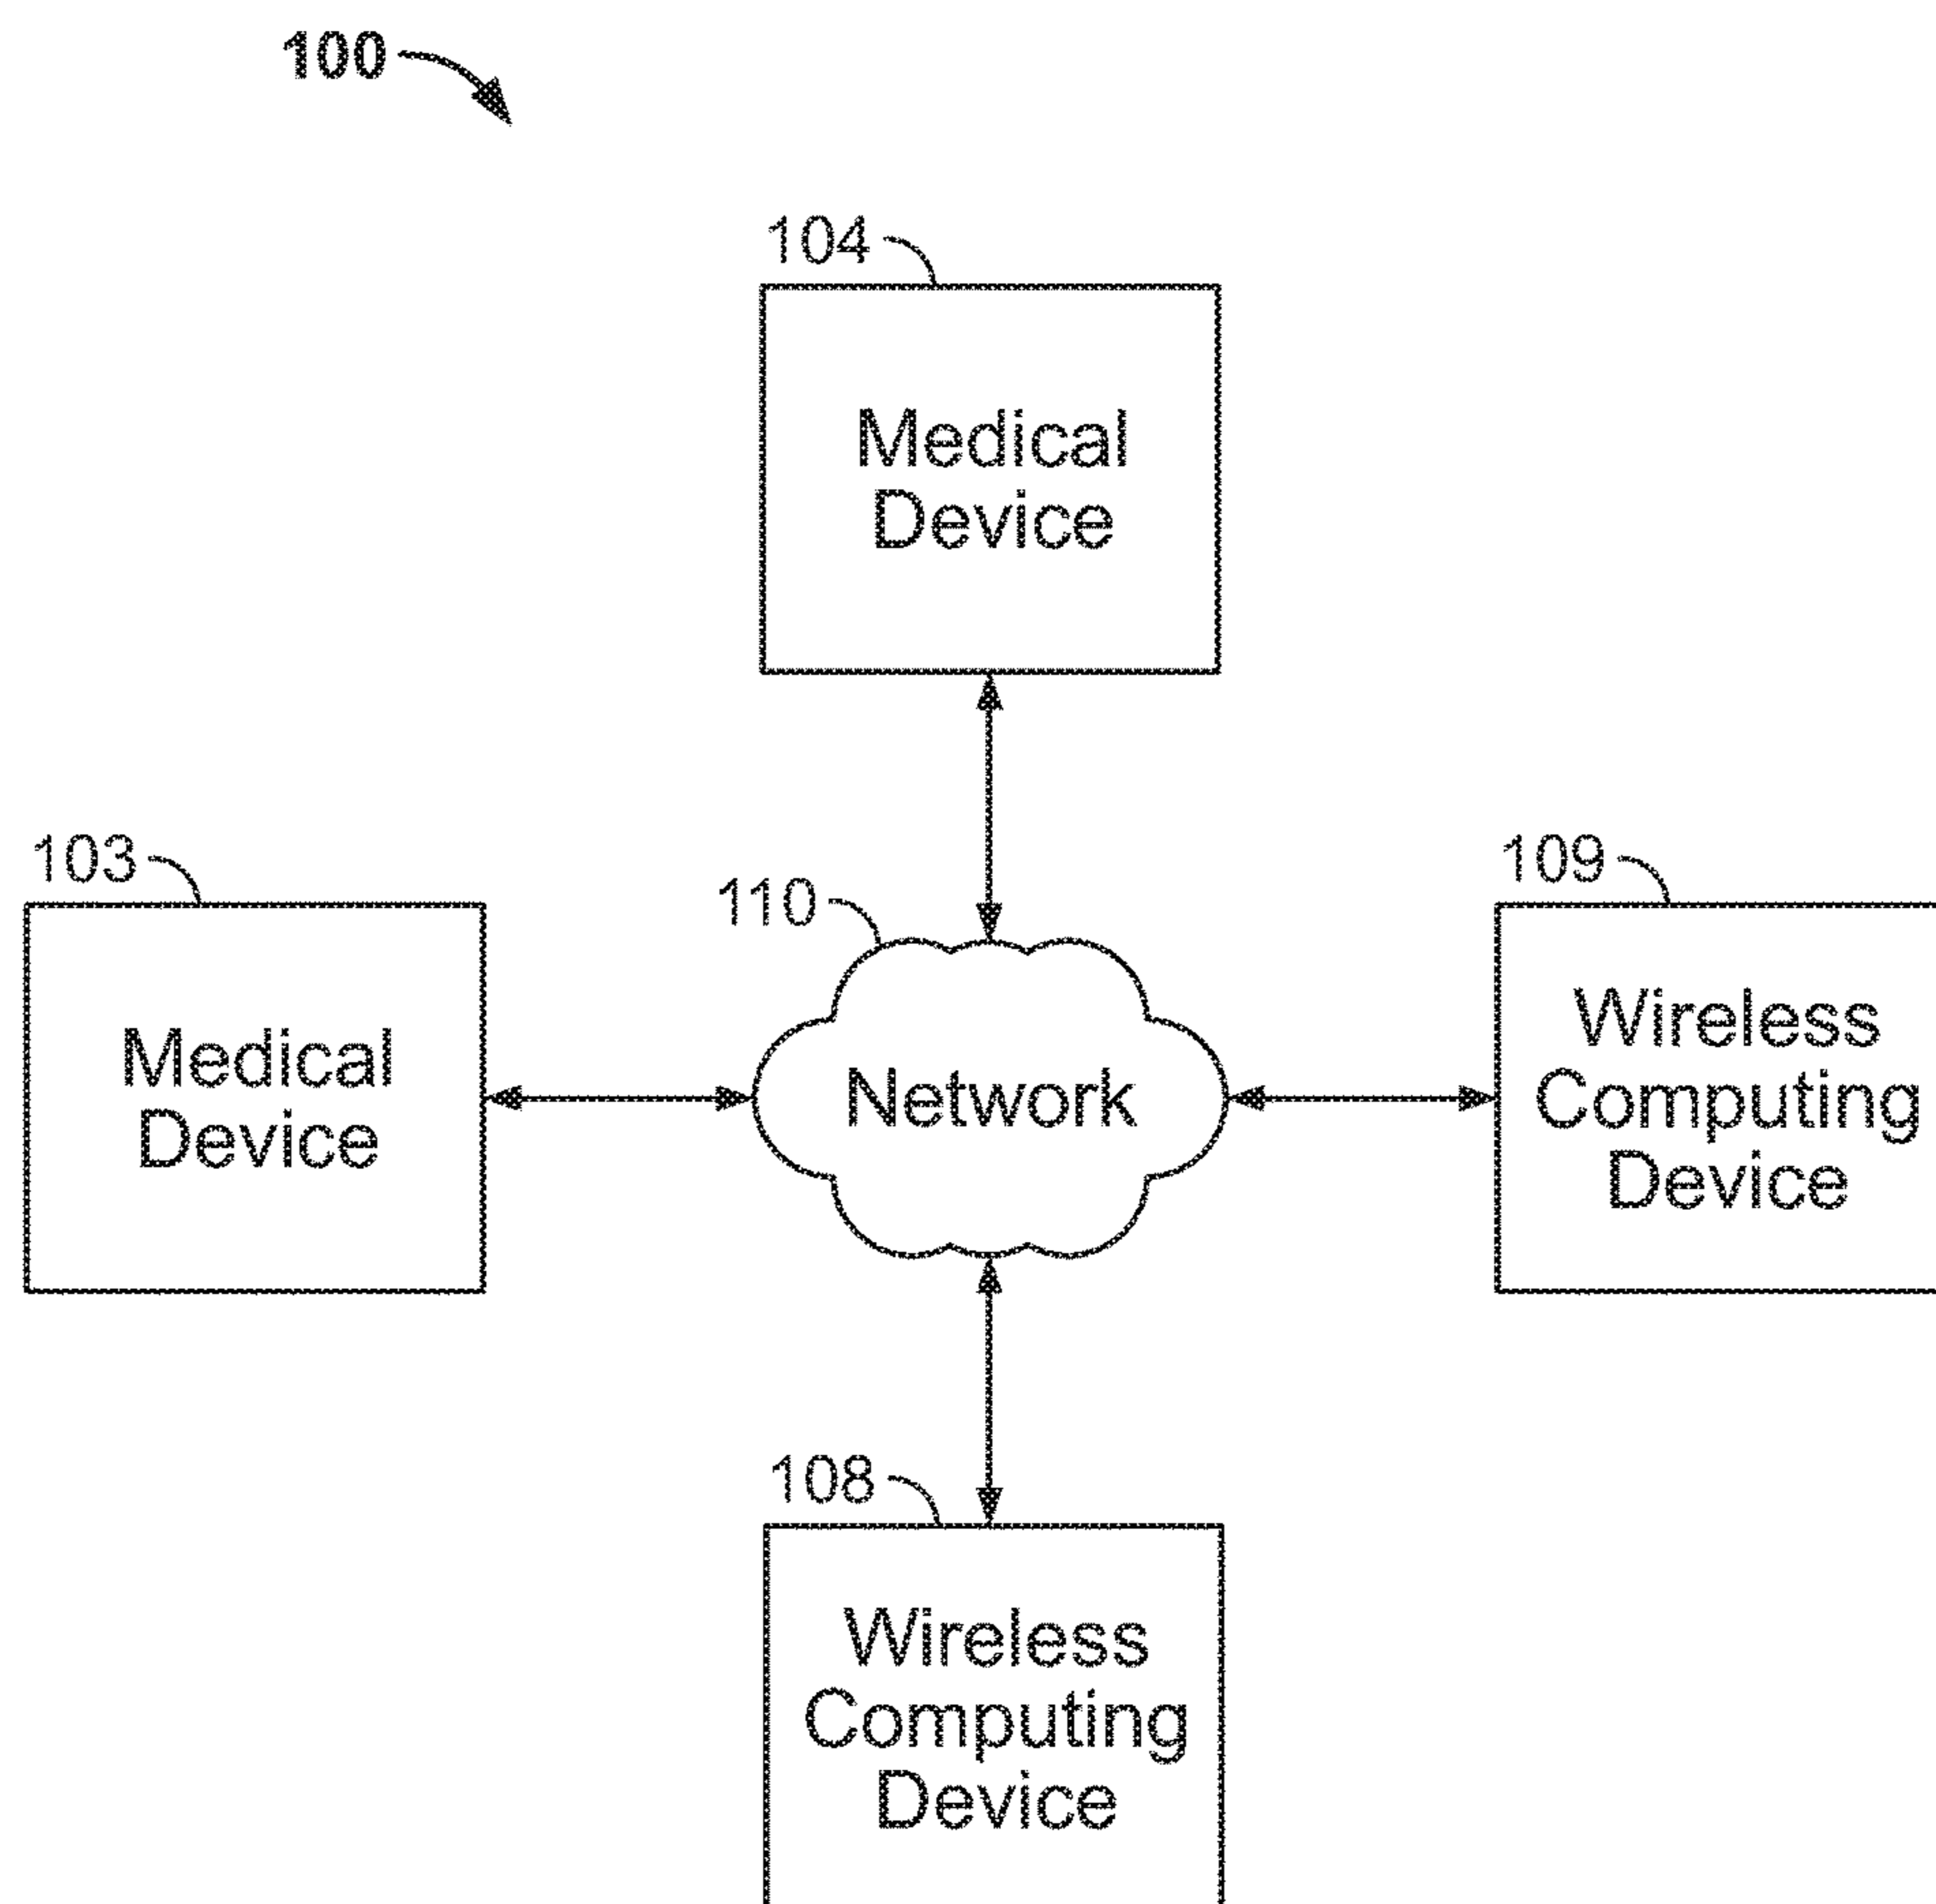 100
104
Medical
Device
103
Medical
Device
110
Network
109
Wireless
Computing
Device
108
Wireless
Computing
Device